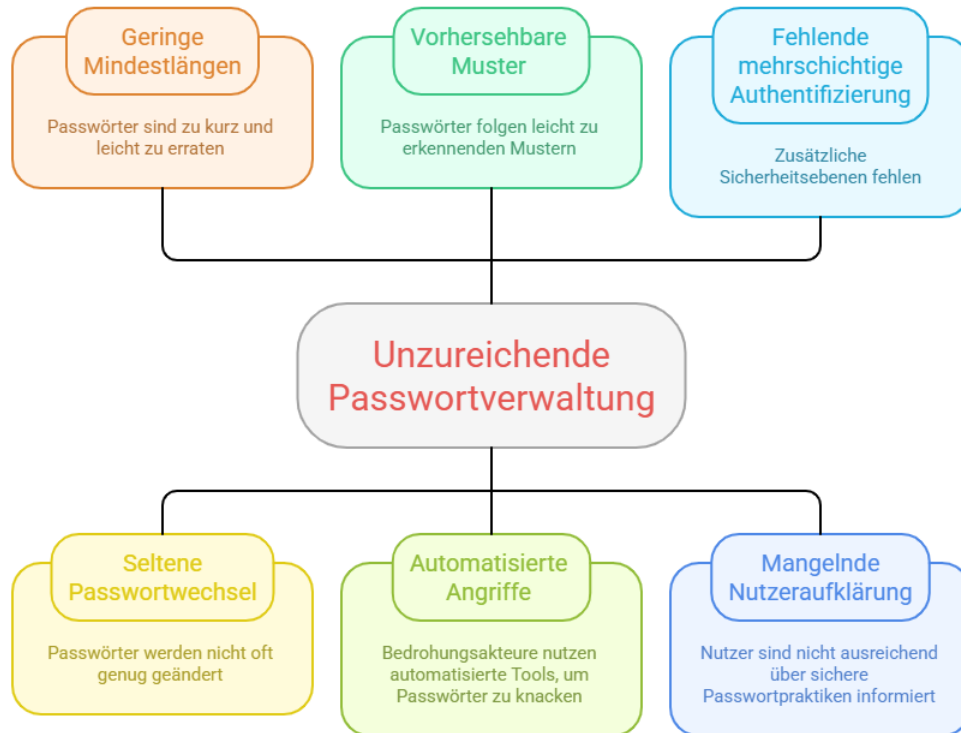 Geringe
Mindestlängen
Passwörter sind zu kurz und
leicht zu erraten
Vorhersehbare
Muster
Passwörter folgen leicht zu
erkennenden Mustern
Fehlende
mehrschichtige
Authentifizierung
Zusätzliche
Sicherheitsebenen fehlen
Unzureichende
Passwortverwaltung
Seltene
Passwortwechsel
Passwörter werden nicht oft
genug geändert
Automatisierte
Angriffe
Bedrohungsakteure nutzen
automatisierte Tools, um
Passwörter zu knacken
Mangelnde
Nutzeraufklärung
Nutzer sind nicht ausreichend
über sichere
Passwortpraktiken informiert